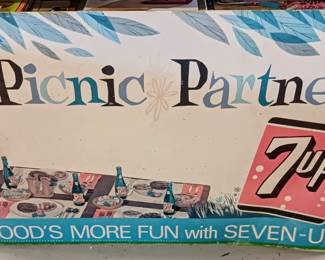 Picnic Partne
7up
OOD'S MORE FUN with SEVEN-U